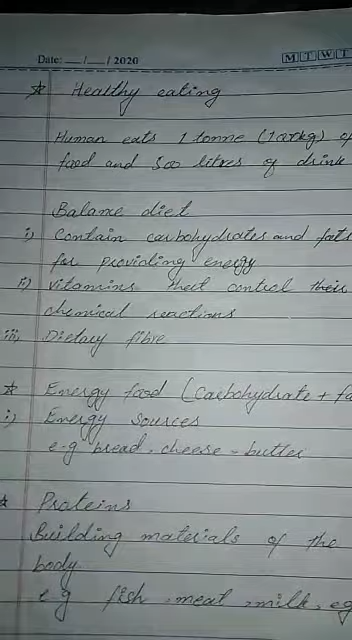 Date: __/__/ 2020 M T W T
☆ Healthy eating
Human eats 1 tonne (1000kg) of
food and 500 litres of drink
Balance diet
i) Contain carbohydrates and fats
for providing energy
ii) Vitamins that control their
chemical reactions
iii) Dietary fibre
☆ Energy food (Carbohydrate + fa
i) Energy sources
e.g bread - cheese - butter
☆ Proteins
Building materials of the
body
e.g fish - meat - milk, eg